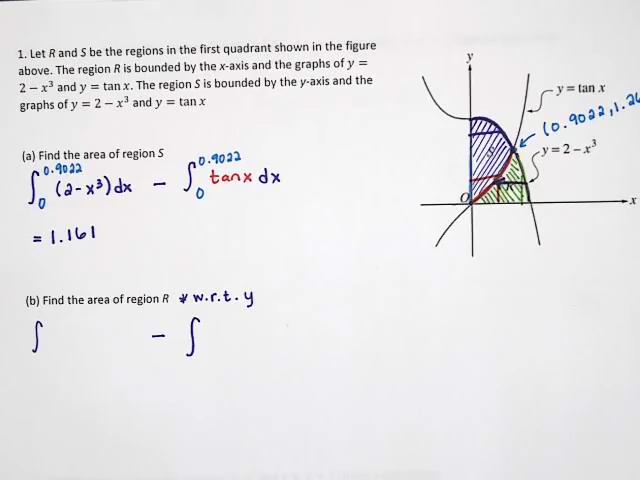 1. Let R and S be the regions in the first quadrant shown in the figure
above. The region R is bounded by the x-axis and the graphs of y =
2 − x³ and y = tan x. The region S is bounded by the y-axis and the
graphs of y = 2 − x³ and y = tan x
y
y = tan x
(0.9022, 1.26
y = 2 − x³
S
R
O
x
(a) Find the area of region S
∫₀^0.9022 (2-x³) dx − ∫₀^0.9022 tanx dx
= 1.161
(b) Find the area of region R * w.r.t. y
∫ − ∫